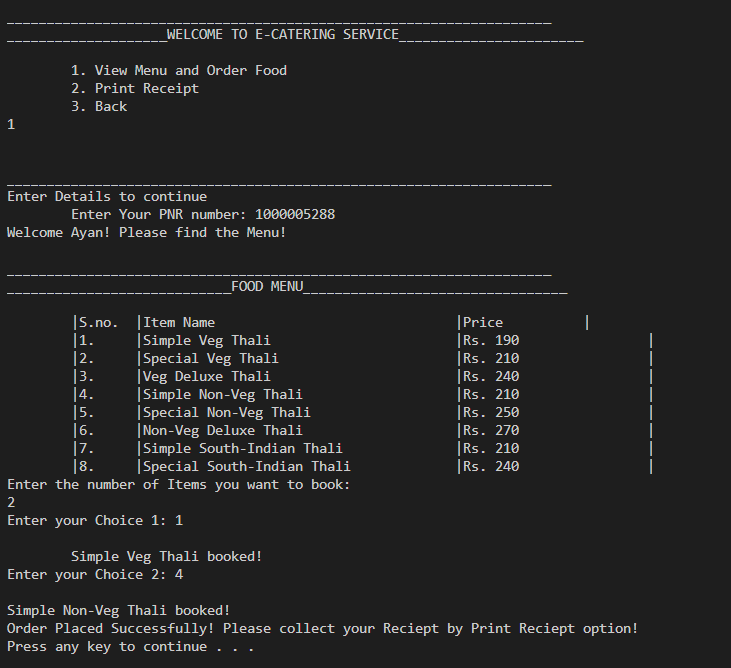 ____________________________________________________________________
____________________WELCOME TO E-CATERING SERVICE_______________________
1. View Menu and Order Food
2. Print Receipt
3. Back
1
____________________________________________________________________
Enter Details to continue
Enter Your PNR number: 1000005288
Welcome Ayan! Please find the Menu!
____________________________________________________________________
____________________________FOOD MENU_________________________________
|S.no. |Item Name |Price |
|1. |Simple Veg Thali |Rs. 190 |
|2. |Special Veg Thali |Rs. 210 |
|3. |Veg Deluxe Thali |Rs. 240 |
|4. |Simple Non-Veg Thali |Rs. 210 |
|5. |Special Non-Veg Thali |Rs. 250 |
|6. |Non-Veg Deluxe Thali |Rs. 270 |
|7. |Simple South-Indian Thali |Rs. 210 |
|8. |Special South-Indian Thali |Rs. 240 |
Enter the number of Items you want to book:
2
Enter your Choice 1: 1
Simple Veg Thali booked!
Enter your Choice 2: 4
Simple Non-Veg Thali booked!
Order Placed Successfully! Please collect your Reciept by Print Reciept option!
Press any key to continue . . .